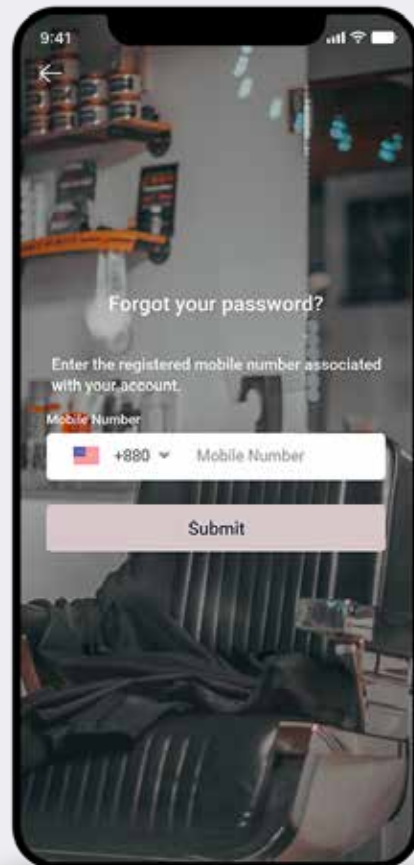 9:41
Forgot your password?
Enter the registered mobile number associated
with your account.
Mobile Number
+880 Mobile Number
Submit